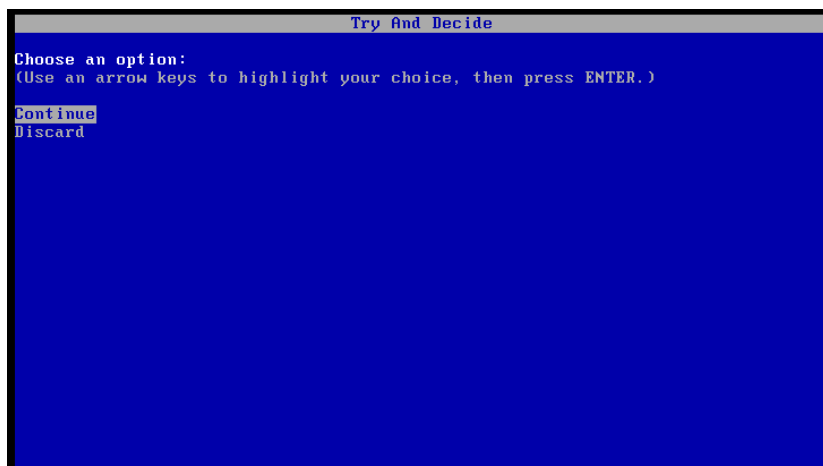 Try And Decide
Choose an option:
(Use an arrow keys to highlight your choice, then press ENTER.)
Continue
Discard